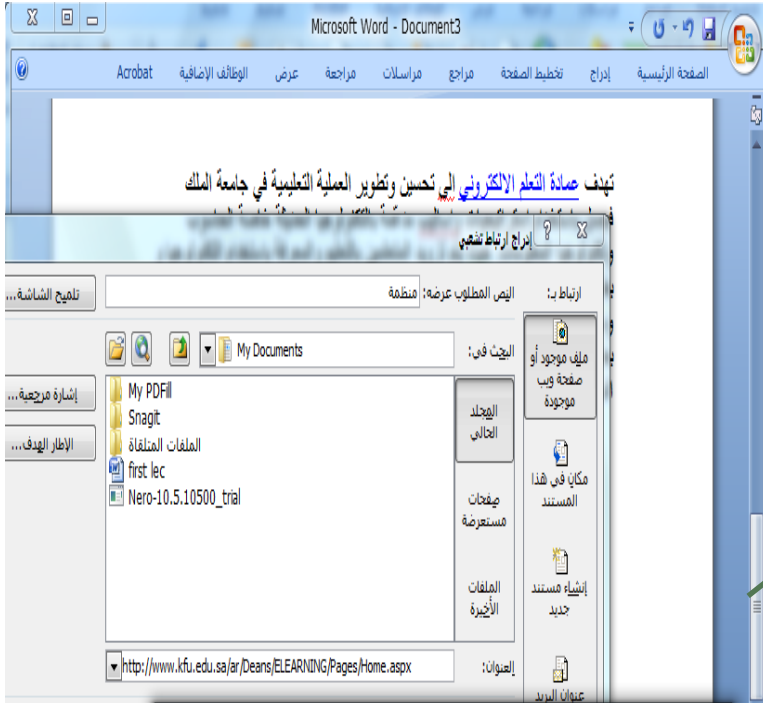 Microsoft Word - Document3
الصفحة الرئيسية إدراج تخطيط الصفحة مراجع مراسلات مراجعة عرض الوظائف الإضافية Acrobat
تهدف عمادة التعلم الالكتروني إلي تحسين وتطوير العملية التعليمية في جامعة الملك
إدراج ارتباط تشعبي
ارتباط بـ:
النص المطلوب عرضه: منظمة
تلميح الشاشة...
ملف موجود أو
صفحة ويب
موجودة
مكان في هذا
المستند
إنشاء مستند
جديد
عنوان البريد
البحث في:
My Documents
المجلد
الحالي
صفحات
مستعرضة
الملفات
الأخيرة
My PDFill
Snagit
الملفات المتلقاة
first lec
Nero-10.5.10500_trial
إشارة مرجعية...
الإطار الهدف...
العنوان:
http://www.kfu.edu.sa/ar/Deans/ELEARNING/Pages/Home.aspx